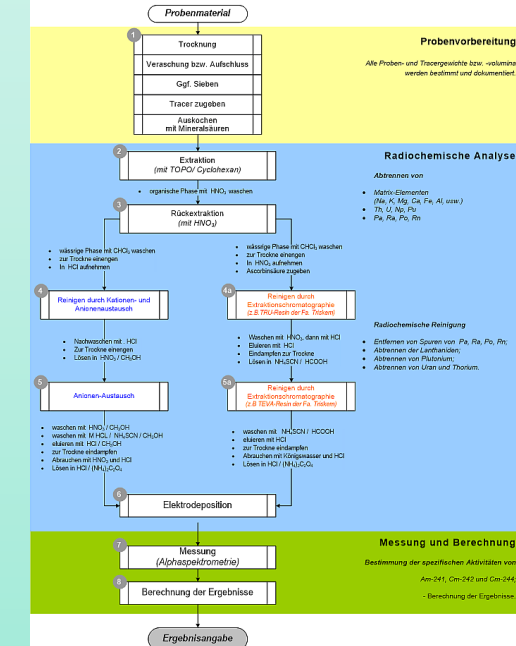 Probenmaterial
1
Trocknung
Veraschung bzw. Aufschluss
Ggf. Sieben
Tracer zugeben
Auskochen
mit Mineralsäuren
Probenvorbereitung
Alle Proben- und Tracergewichte bzw. -volumina
werden bestimmt und dokumentiert.
2
Extraktion
(mit TOPO/ Cyclohexan)
• organische Phase mit HNO₃ waschen
3
Rückextraktion
(mit HNO₃)
Radiochemische Analyse
Abtrennen von
• Matrix-Elementen
(Na, K, Mg, Ca, Fe, Al, usw.)
• Th, U, Np, Pu
• Pa, Ra, Po, Rn
• wässrige Phase mit CHCl₃ waschen
• zur Trockne einengen
• In HCl aufnehmen
• wässrige Phase mit CHCl₃ waschen
• zur Trockne einengen
• In HNO₃ aufnehmen
• Ascorbinsäure zugeben
4
Reinigen durch Kationen- und
Anionenaustausch
4a
Reinigen durch
Extraktionschromatographie
(z.B.TRU-Resin der Fa. Triskem)
• Nachwaschen mit HCl
• Zur Trockne einengen
• Lösen in HNO₃ / CH₃OH
• Waschen mit HNO₃, dann mit HCl
• Eluieren mit HCl
• Eindampfen zur Trockne
• Lösen in NH₄SCN / HCOOH
Radiochemische Reinigung
• Entfernen von Spuren von Pa, Ra, Po, Rn;
• Abtrennen der Lanthaniden;
• Abtrennen von Plutonium;
• Abtrennen von Uran und Thorium.
5
Anionen-Austausch
5a
Reinigen durch
Extraktionschromatographie
(z.B TEVA-Resin der Fa. Triskem)
• waschen mit HNO₃ / CH₃OH
• waschen mit M HCL / NH₄SCN / CH₃OH
• eluieren mit HCl / CH₃OH
• zur Trockne eindampfen
• Abrauchen mit HNO₃ und HCl
• Lösen in HCl / (NH₄)₂C₂O₄
• waschen mit NH₄SCN / HCOOH
• eluieren mit HCl
• zur Trockne eindampfen
• Abrauchen mit Königswasser und HCl
• Lösen in HCl / (NH₄)₂C₂O₄
6
Elektrodeposition
7
Messung
(Alphaspektrometrie)
8
Berechnung der Ergebnisse
Messung und Berechnung
Bestimmung der spezifischen Aktivitäten von
Am-241, Cm-242 und Cm-244;
- Berechnung der Ergebnisse.
Ergebnisangabe